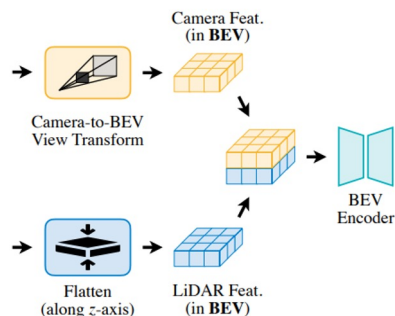 Camera Feat.
(in BEV)
Camera-to-BEV
View Transform
BEV
Encoder
Flatten
(along z-axis)
LiDAR Feat.
(in BEV)